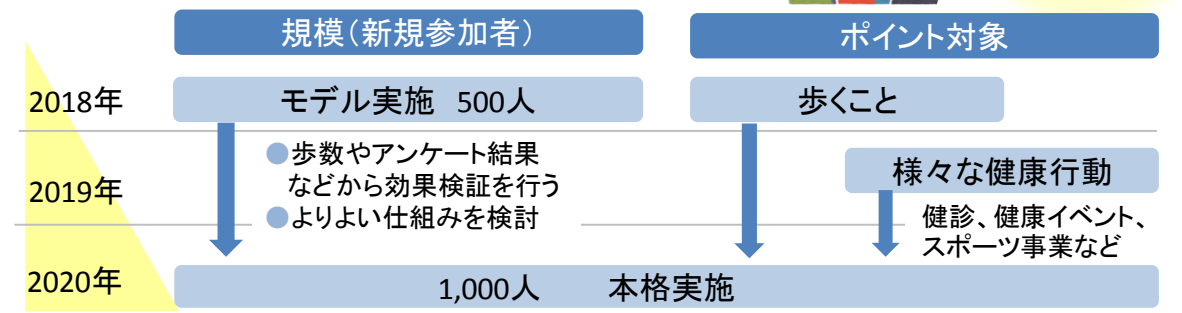 規模（新規参加者）
ポイント対象
2018年
モデル実施 500人
歩くこと
●歩数やアンケート結果
などから効果検証を行う
●よりよい仕組みを検討
2019年
様々な健康行動
健診、健康イベント、
スポーツ事業など
2020年
1,000人 本格実施